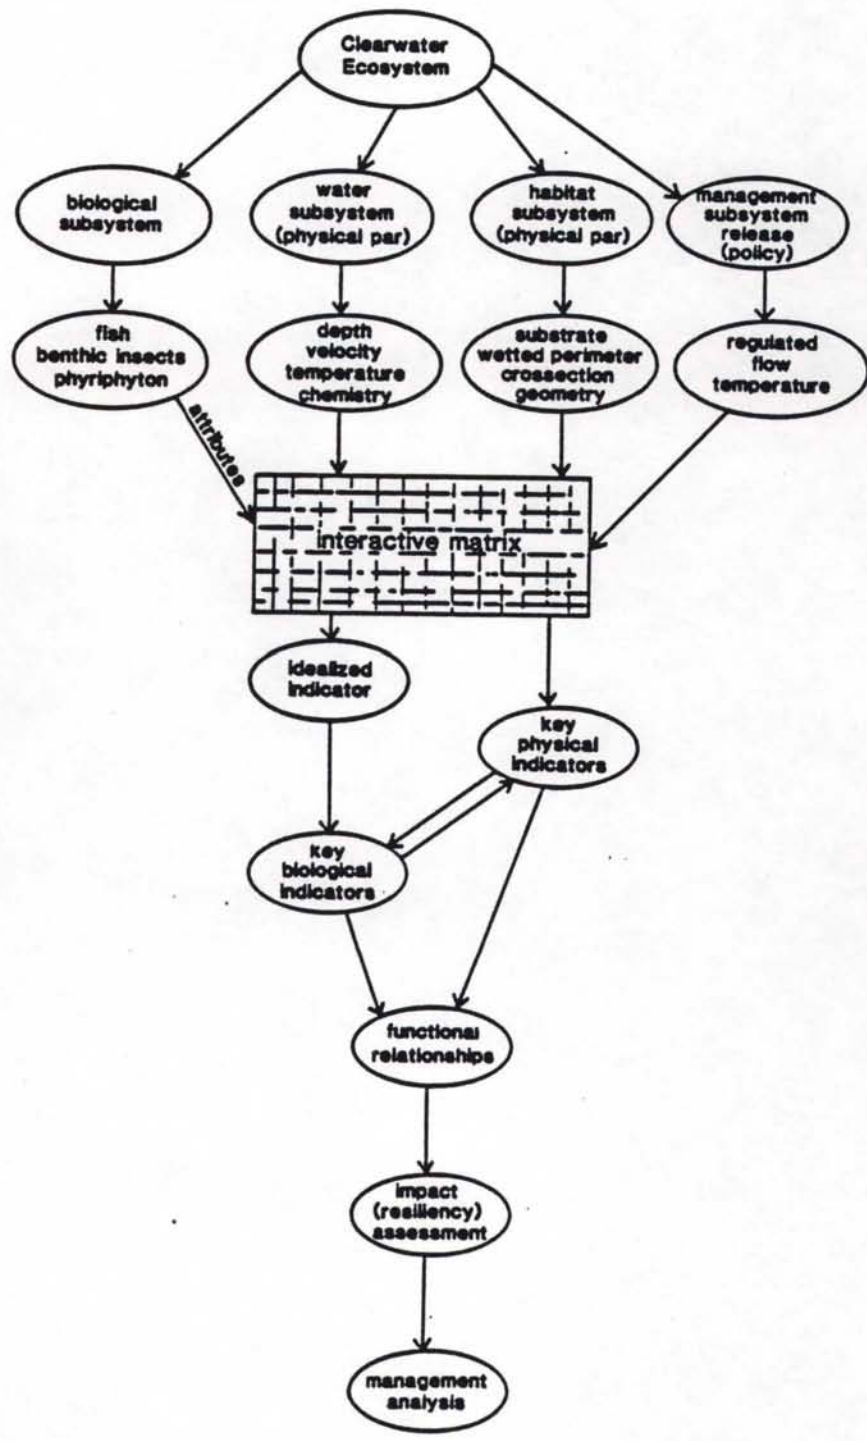 Clearwater
Ecosystem
biological
subsystem
water
subsystem
(physical par)
habitat
subsystem
(physical par)
management
subsystem
release
(policy)
fish
benthic insects
phyriphyton
depth
velocity
temperature
chemistry
substrate
wetted perimeter
crossection
geometry
regulated
flow
temperature
attributes
interactive matrix
idealized
indicator
key
physical
indicators
key
biological
indicators
functional
relationships
impact
(resiliency)
assessment
management
analysis